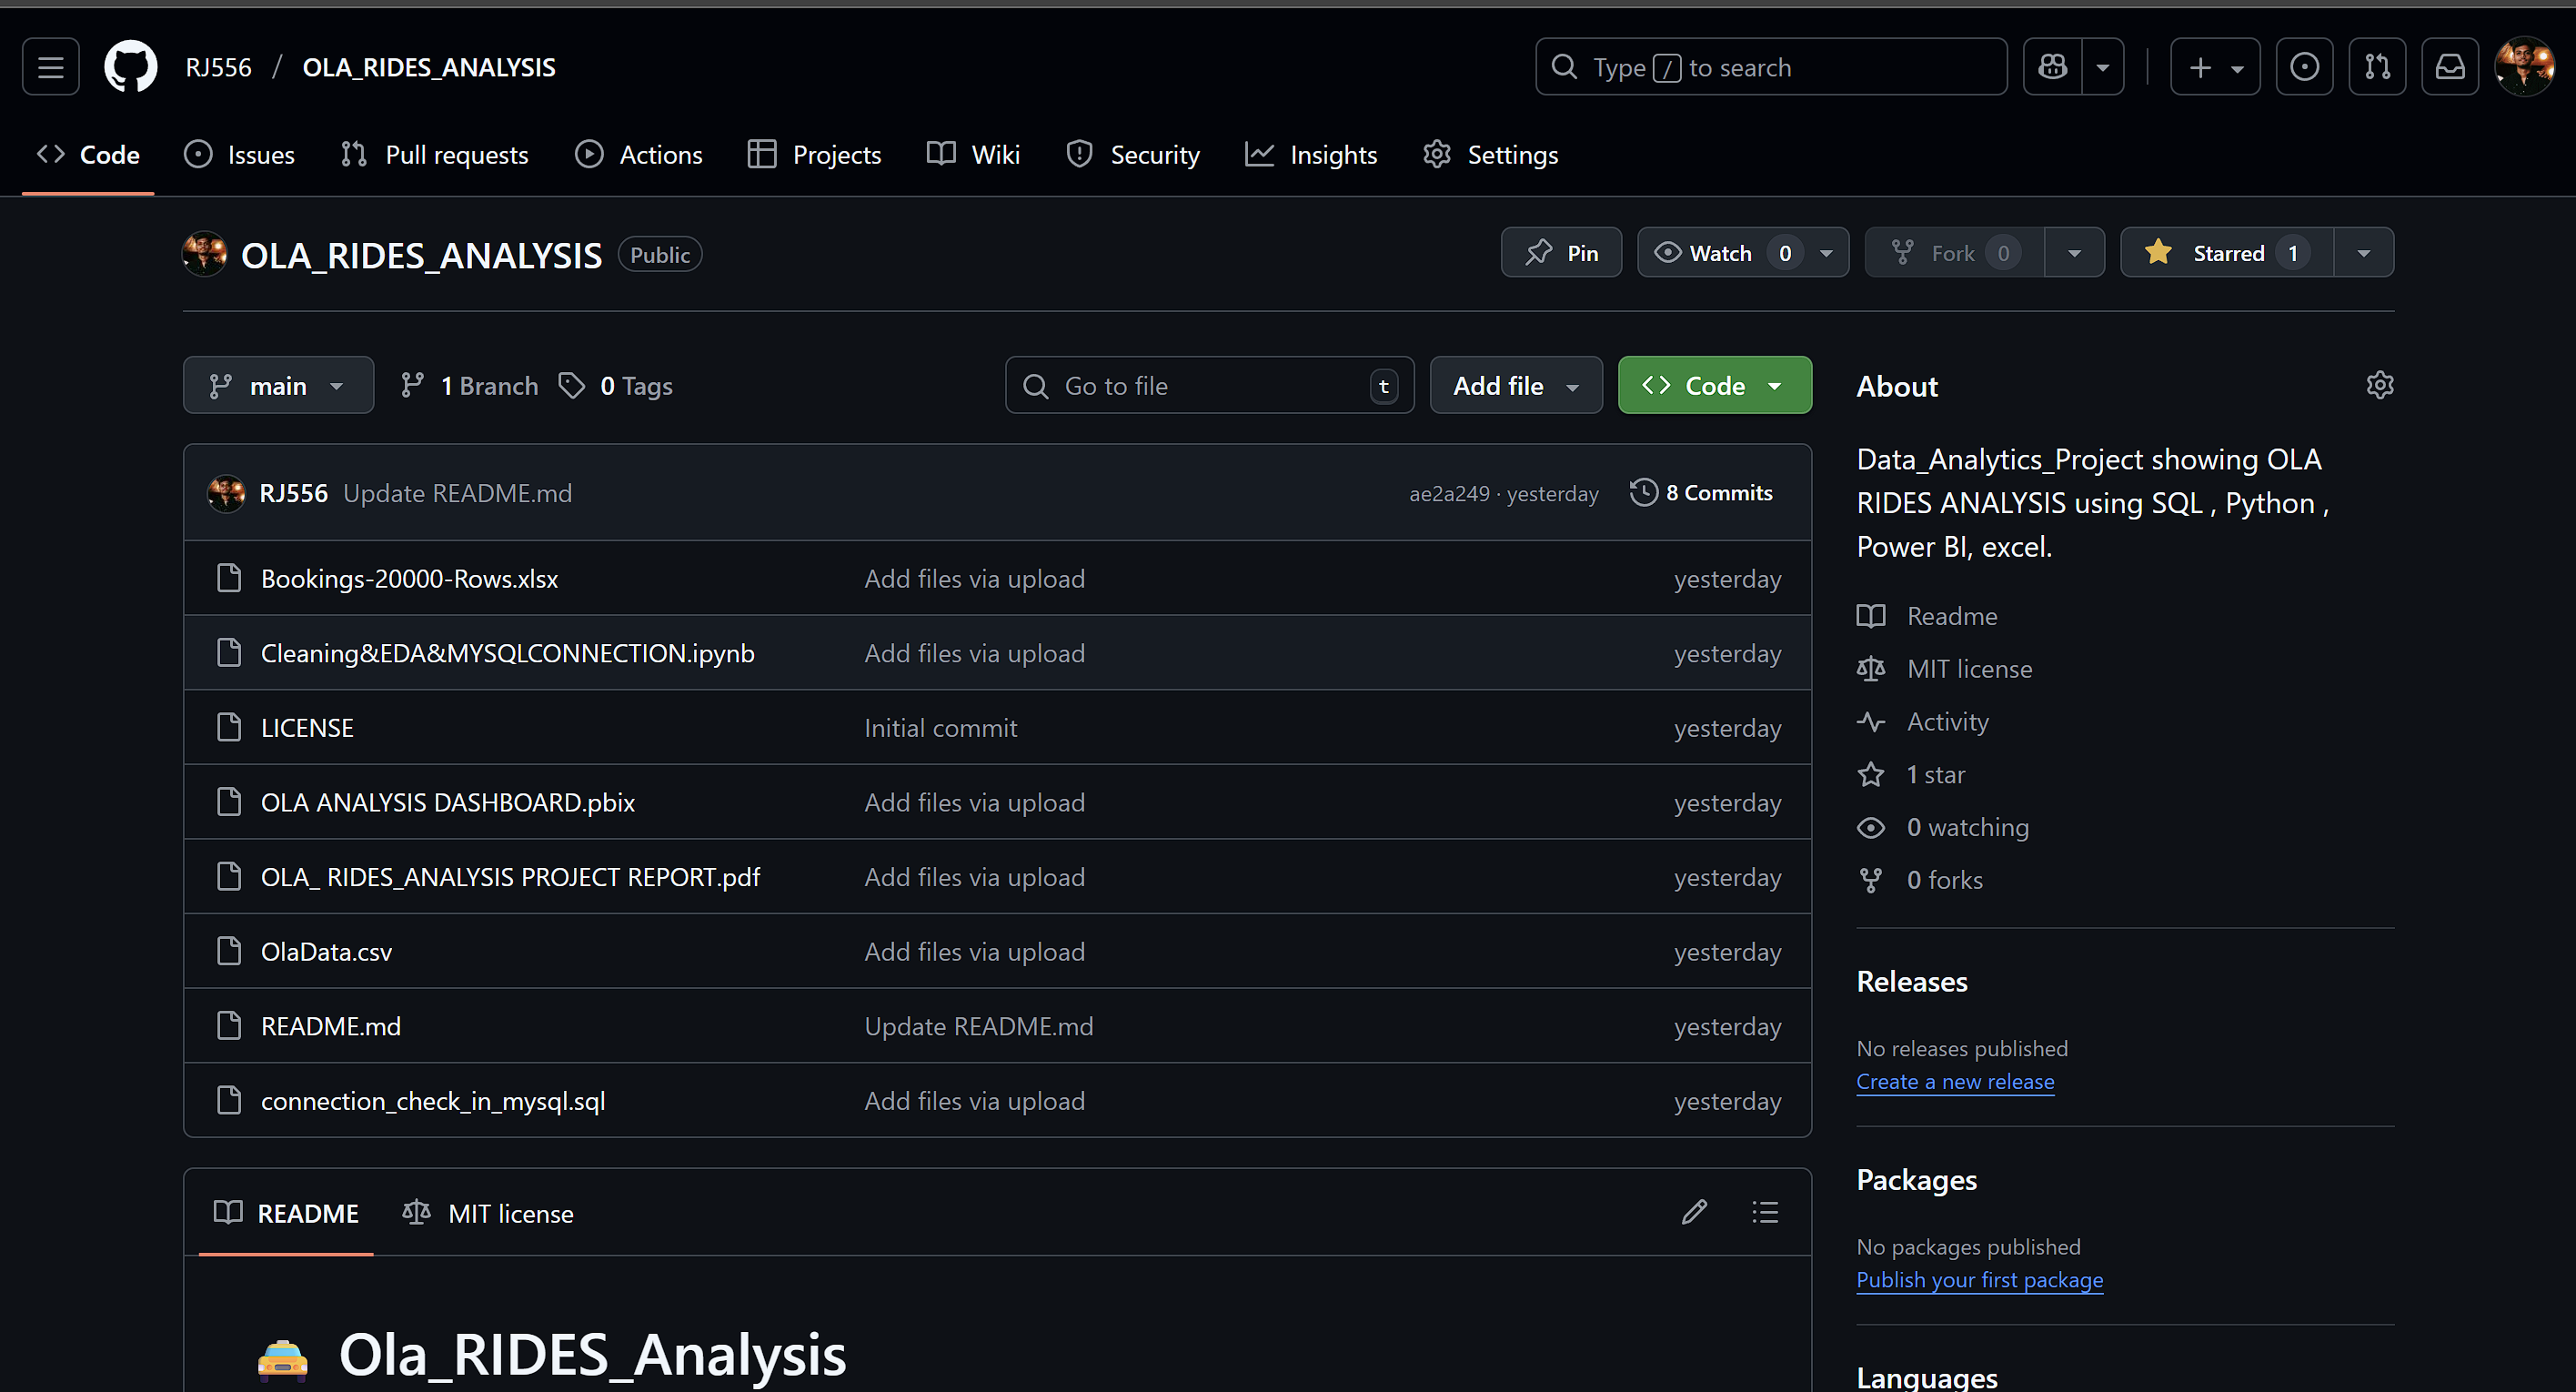 RJ556 / OLA_RIDES_ANALYSIS
Type / to search
Code
Issues
Pull requests
Actions
Projects
Wiki
Security
Insights
Settings
OLA_RIDES_ANALYSIS Public
Pin
Watch 0
Fork 0
Starred 1
main
1 Branch
0 Tags
Go to file t
Add file
Code
RJ556 Update README.md ae2a249 · yesterday 8 Commits
Bookings-20000-Rows.xlsx Add files via upload yesterday
Cleaning&EDA&MYSQLCONNECTION.ipynb Add files via upload yesterday
LICENSE Initial commit yesterday
OLA ANALYSIS DASHBOARD.pbix Add files via upload yesterday
OLA_ RIDES_ANALYSIS PROJECT REPORT.pdf Add files via upload yesterday
OlaData.csv Add files via upload yesterday
README.md Update README.md yesterday
connection_check_in_mysql.sql Add files via upload yesterday
README
MIT license
Ola_RIDES_Analysis
About
Data_Analytics_Project showing OLA
RIDES ANALYSIS using SQL , Python ,
Power BI, excel.
Readme
MIT license
Activity
1 star
0 watching
0 forks
Releases
No releases published
Create a new release
Packages
No packages published
Publish your first package
Languages